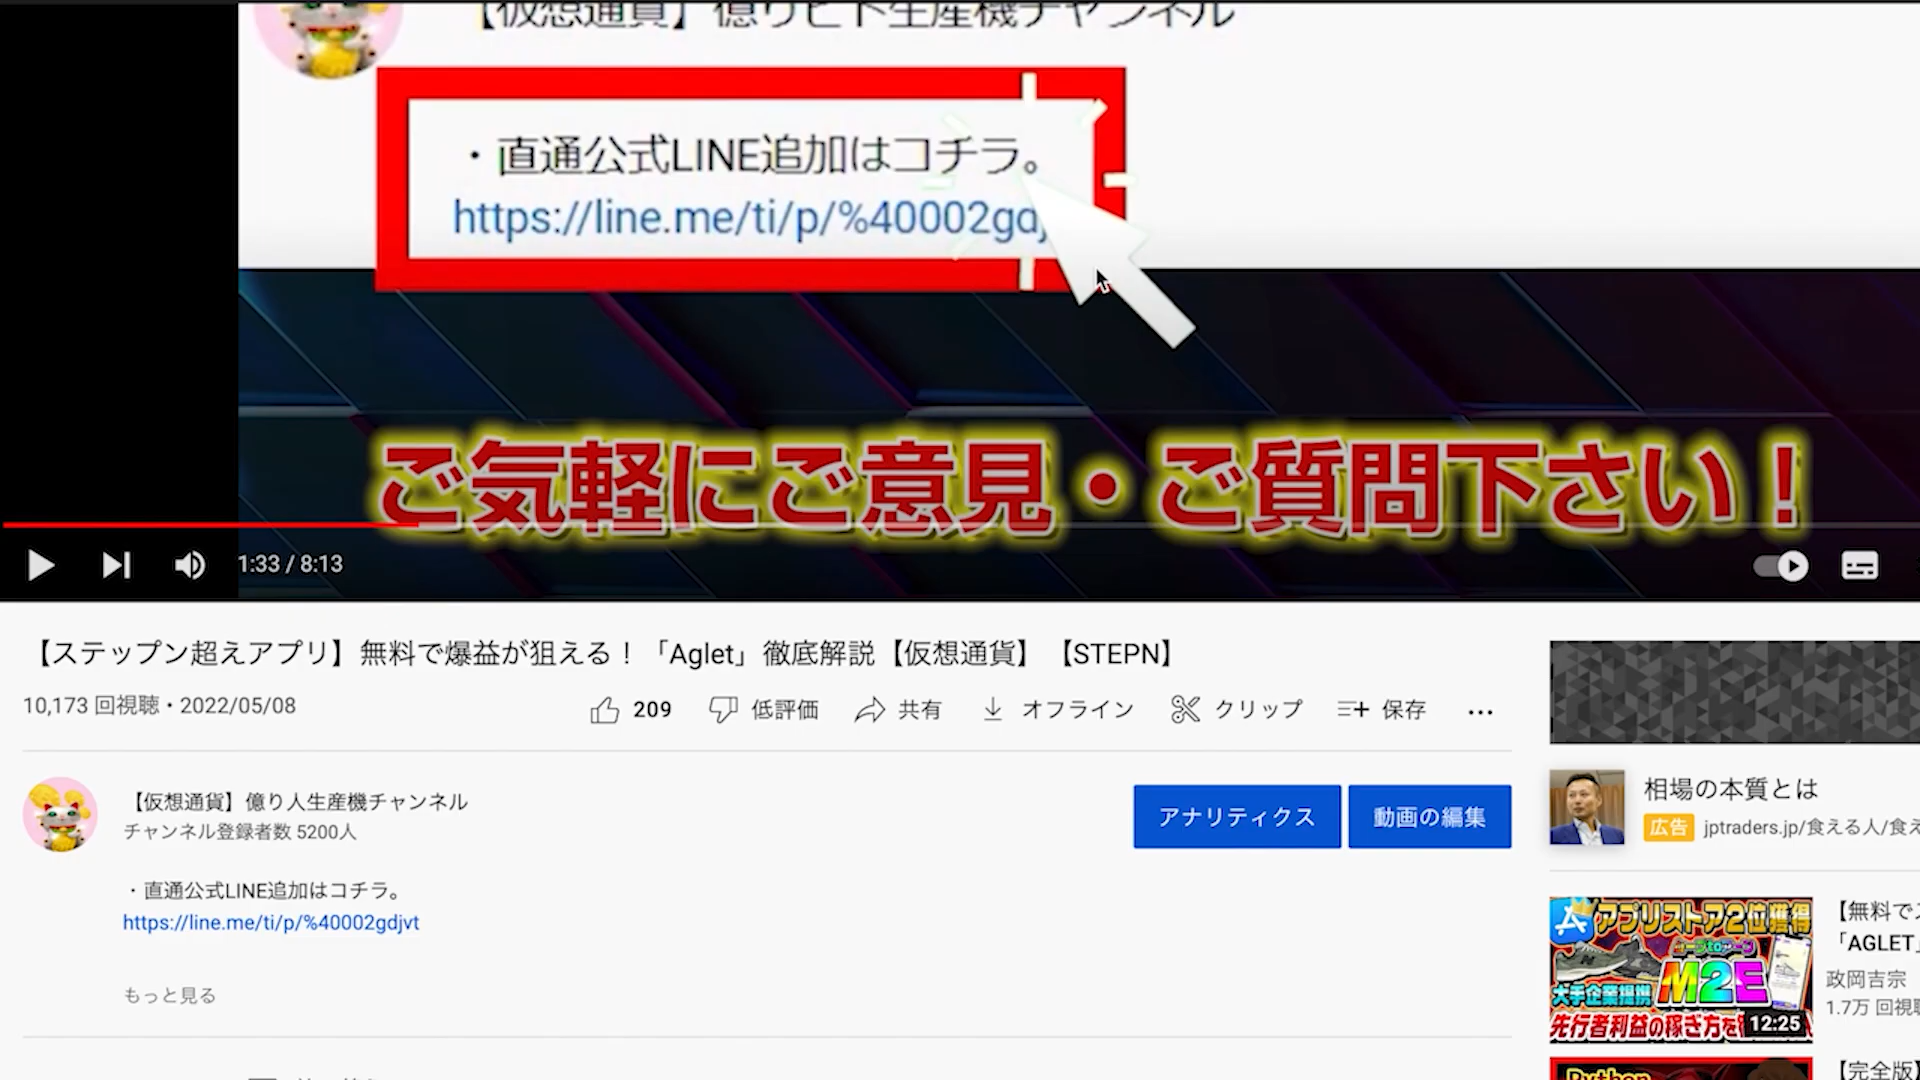 【仮想通貨】億りビト生産機チャンネル
・直通公式LINE追加はコチラ。
https://line.me/ti/p/%40002gdj
ご気軽にご意見・ご質問下さい！
1:33 / 8:13
【ステップン超えアプリ】無料で爆益が狙える！「Aglet」徹底解説【仮想通貨】【STEPN】
10,173 回視聴・2022/05/08
209 低評価 共有 オフライン クリップ 保存
【仮想通貨】億り人生産機チャンネル
チャンネル登録者数 5200人
アナリティクス 動画の編集
・直通公式LINE追加はコチラ。
https://line.me/ti/p/%40002gdjvt
もっと見る
相場の本質とは
広告 jptraders.jp/食える人/食え
アプリストア2位獲得
M2E
大手企業提携
先行者利益の稼ぎ方を
12:25
【無料で
「AGLET」
政岡吉宗
1.7万 回視聴
Python
【完全版】